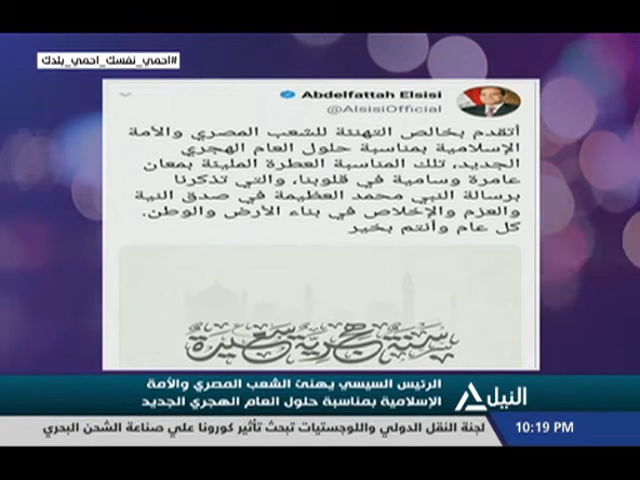 #احمي_نفسك_احمي_بلدك
Abdelfattah Elsisi
@AlsisiOfficial
أتقدم بخالص التهنئة للشعب المصري والأمة
الإسلامية بمناسبة حلول العام الهجري
الجديد، تلك المناسبة العطرة المليئة بمعان
عامرة وسامية في قلوبنا، والتي تذكرنا
برسالة النبي محمد العظيمة في صدق النية
والعزم والإخلاص في بناء الأرض والوطن.
كل عام وأنتم بخير
سنة هجرية سعيدة
الرئيس السيسي يهنئ الشعب المصري والأمة
الإسلامية بمناسبة حلول العام الهجري الجديد
النيل
لجنة النقل الدولي واللوجستيات تبحث تأثير كورونا علي صناعة الشحن البحري
10:19 PM